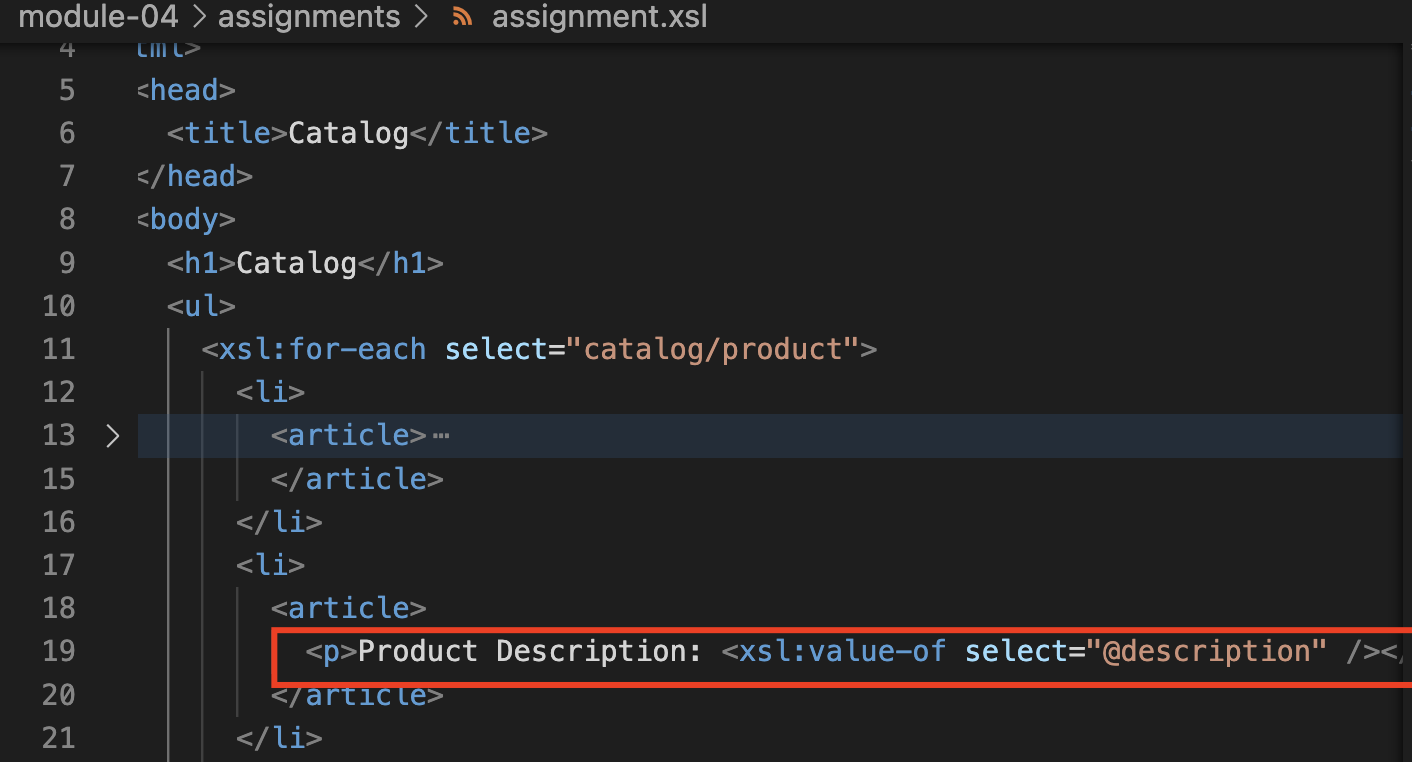 module-04 > assignments > assignment.xsl
4 tml>
5 <head>
6 <title>Catalog</title>
7 </head>
8 <body>
9 <h1>Catalog</h1>
10 <ul>
11 <xsl:for-each select="catalog/product">
12 <li>
13 <article>…
15 </article>
16 </li>
17 <li>
18 <article>
19 <p>Product Description: <xsl:value-of select="@description" /></
20 </article>
21 </li>